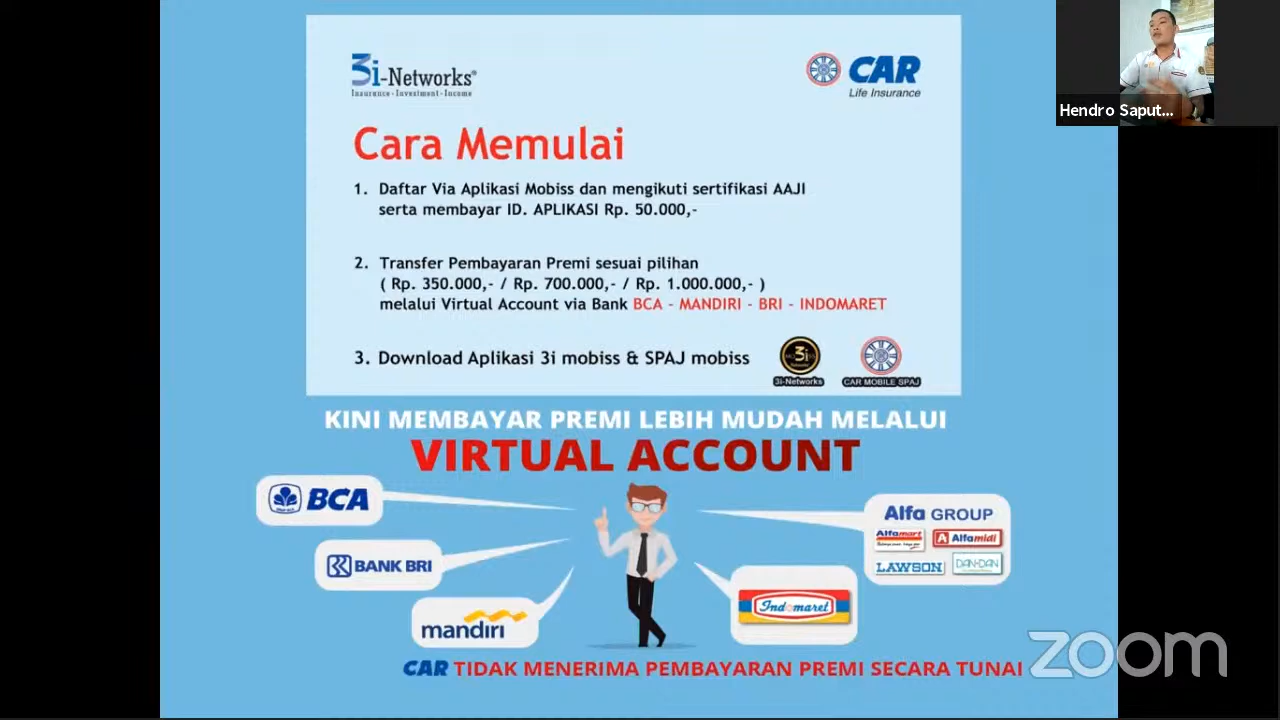 3i-Networks®
Insurance - Investment - Income
CAR
Life Insurance
Hendro Saput...
Cara Memulai
1. Daftar Via Aplikasi Mobiss dan mengikuti sertifikasi AAJI
serta membayar ID. APLIKASI Rp. 50.000,-
2. Transfer Pembayaran Premi sesuai pilihan
( Rp. 350.000,- / Rp. 700.000,- / Rp. 1.000.000,- )
melalui Virtual Account via Bank BCA - MANDIRI - BRI - INDOMARET
3. Download Aplikasi 3i mobiss & SPAJ mobiss
3i
3i-Networks
CAR MOBILE SPAJ
KINI MEMBAYAR PREMI LEBIH MUDAH MELALUI
VIRTUAL ACCOUNT
BCA
BANK BRI
mandiri
Alfa GROUP
Alfamart
Alfamidi
LAWSON
DAN+DAN
Indomaret
CAR TIDAK MENERIMA PEMBAYARAN PREMI SECARA TUNAI
zoom